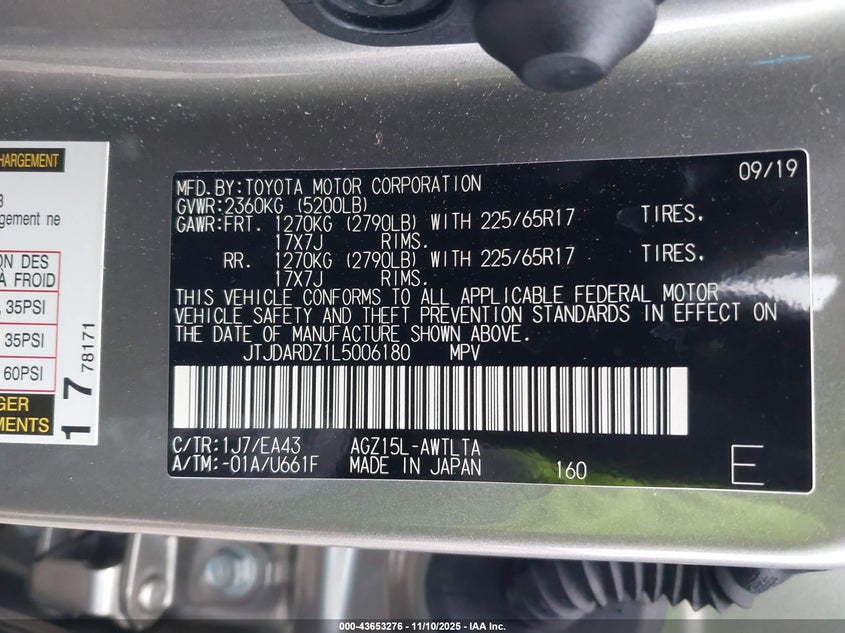 HARGEMENT
gement ne
ON DES
À FROID
, 35PSI
35PSI
60PSI
GER
EMENTS
1 7 78171
09/19
MFD.BY:TOYOTA MOTOR CORPORATION
GVWR:2360KG (5200LB)
GAWR:FRT. 1270KG (2790LB) WITH 225/65R17 TIRES.
17X7J RIMS.
RR. 1270KG (2790LB) WITH 225/65R17 TIRES.
17X7J RIMS.
THIS VEHICLE CONFORMS TO ALL APPLICABLE FEDERAL MOTOR
VEHICLE SAFETY AND THEFT PREVENTION STANDARDS IN EFFECT ON
THE DATE OF MANUFACTURE SHOWN ABOVE.
JTJDARDZ1L5006180 MPV
C/TR:1J7/EA43 AGZ15L-AWTLTA
A/TM:-01A/U661F MADE IN JAPAN 160 E
000-43653276 - 11/10/2025 - IAA Inc.